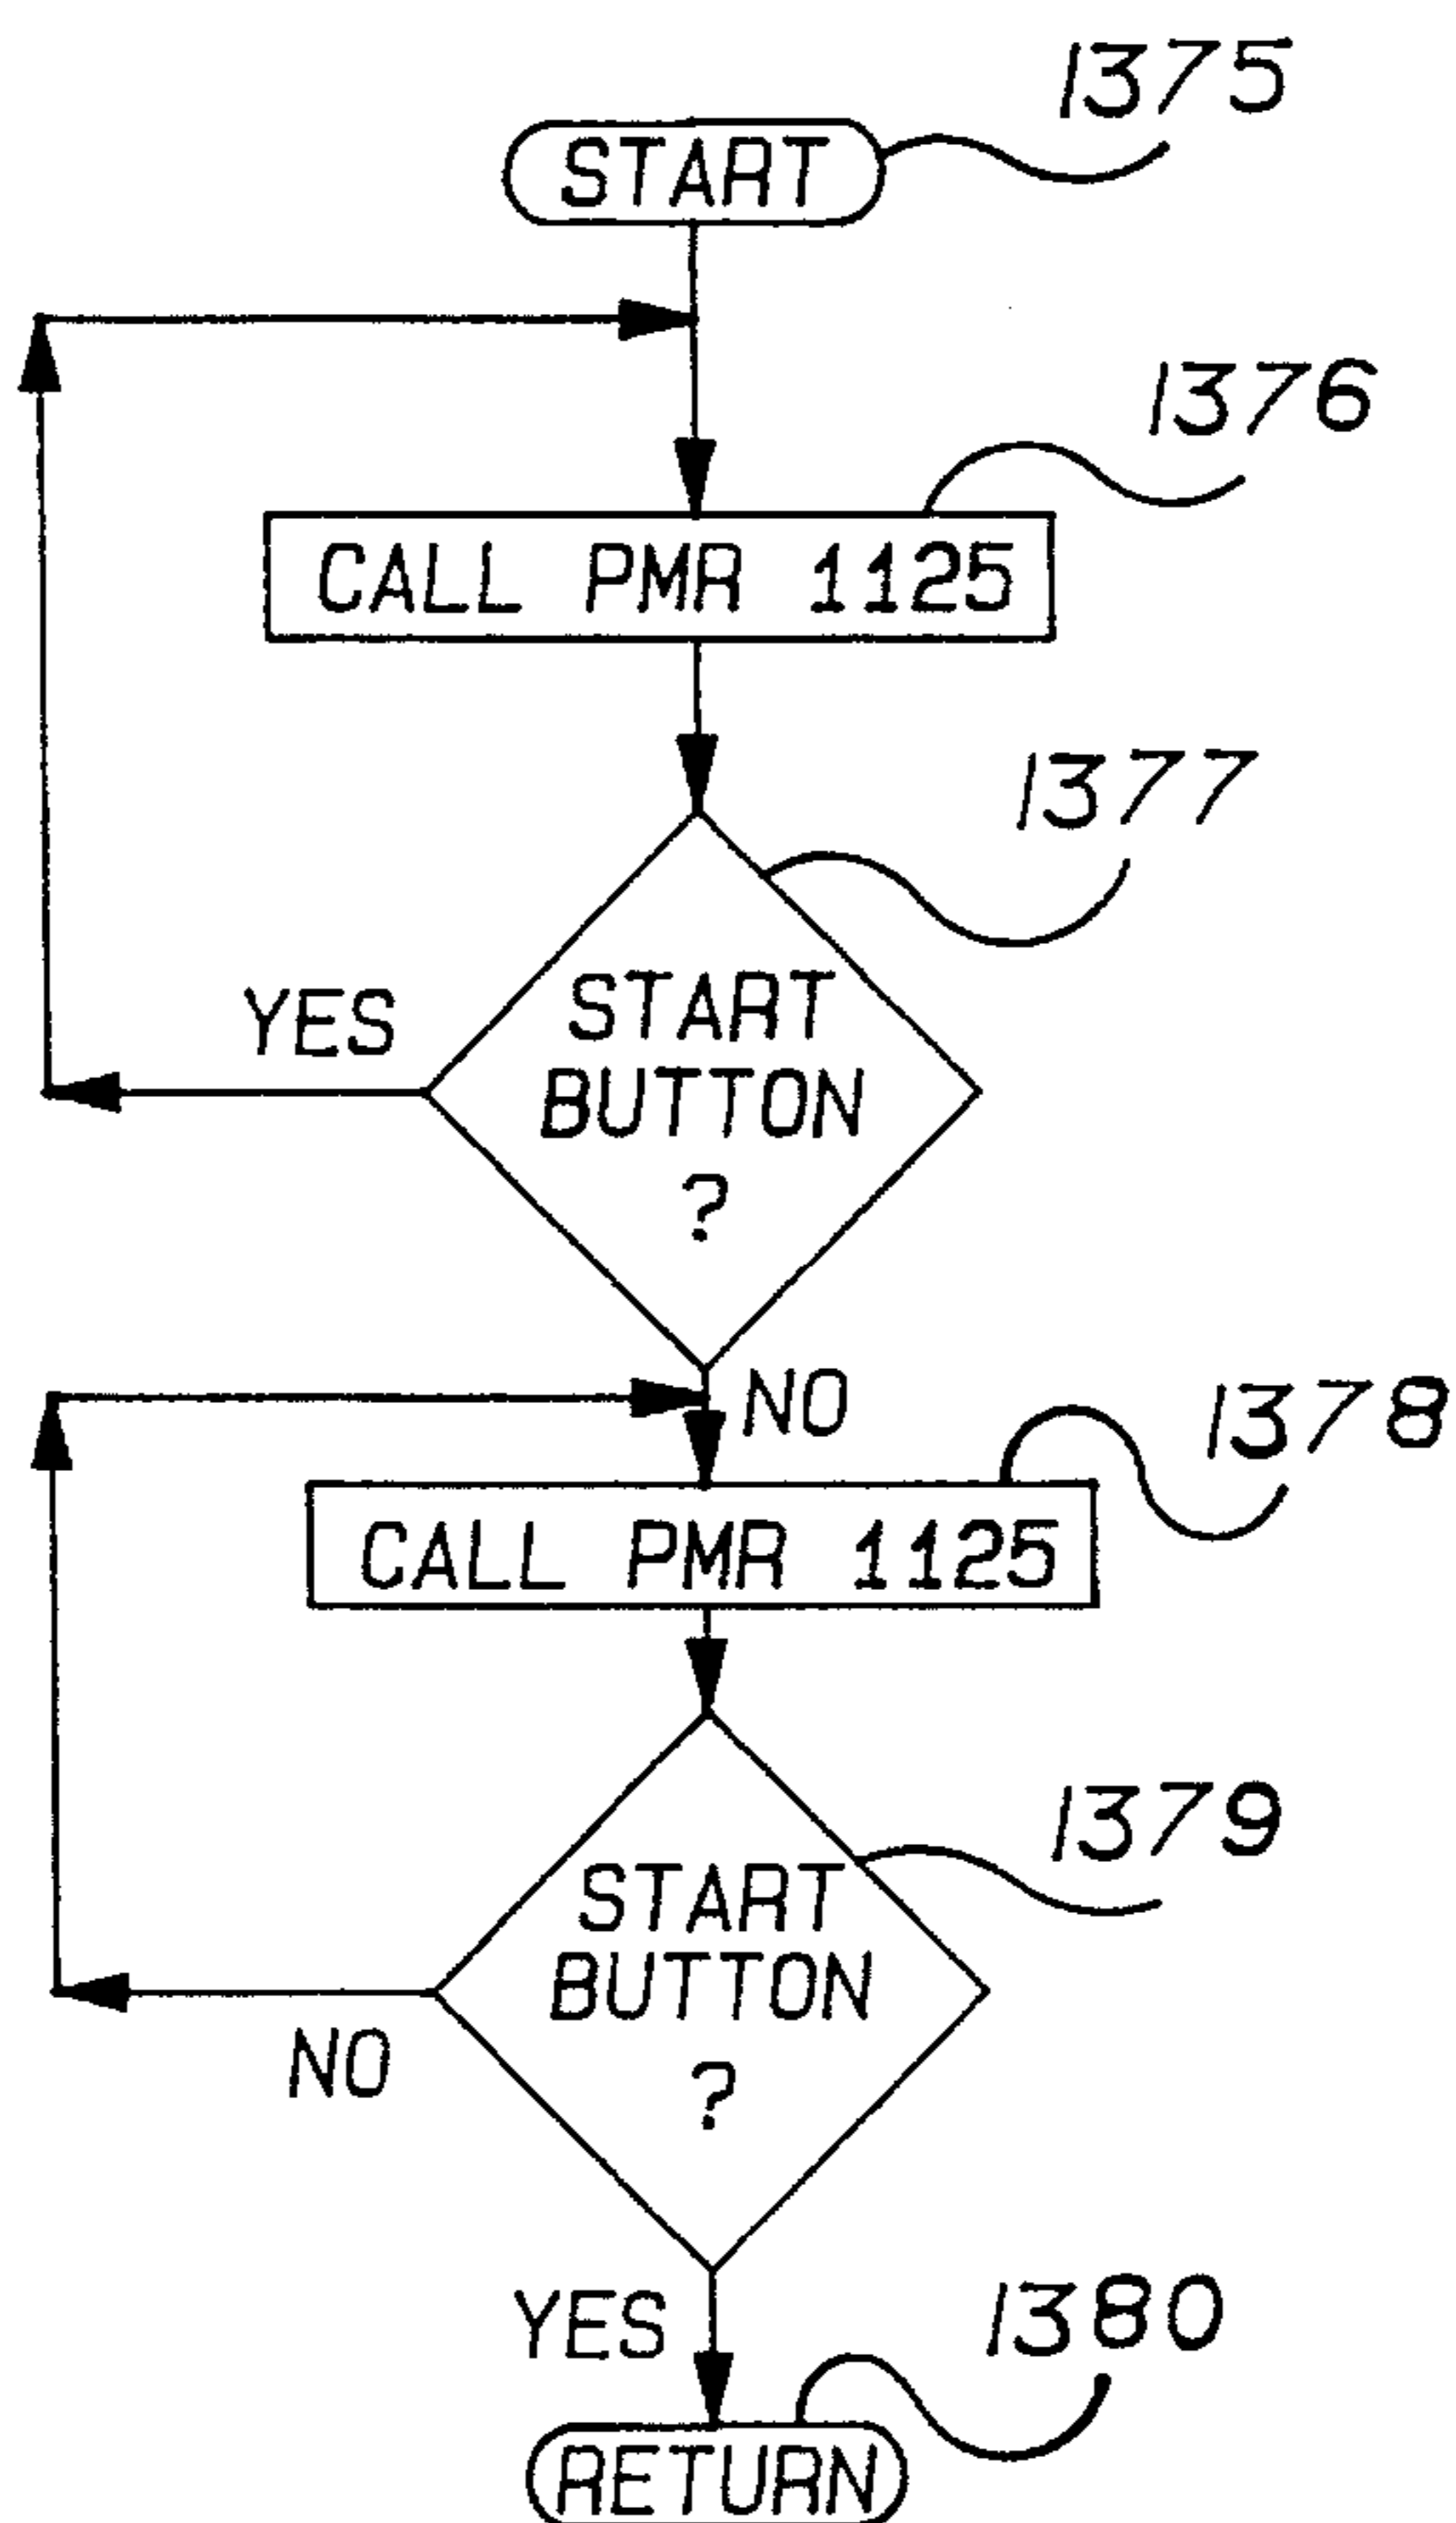 1375
START
1376
CALL PMR 1125
1377
START
BUTTON
?
YES
NO
1378
CALL PMR 1125
1379
START
BUTTON
?
NO
YES
1380
RETURN